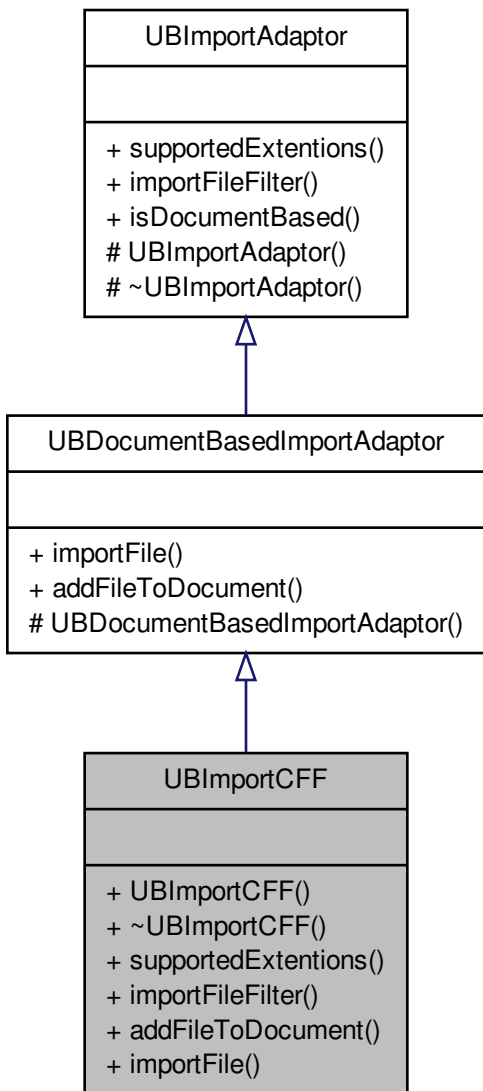 UBImportAdaptor
+ supportedExtentions()
+ importFileFilter()
+ isDocumentBased()
# UBImportAdaptor()
# ~UBImportAdaptor()
UBDocumentBasedImportAdaptor
+ importFile()
+ addFileToDocument()
# UBDocumentBasedImportAdaptor()
UBImportCFF
+ UBImportCFF()
+ ~UBImportCFF()
+ supportedExtentions()
+ importFileFilter()
+ addFileToDocument()
+ importFile()